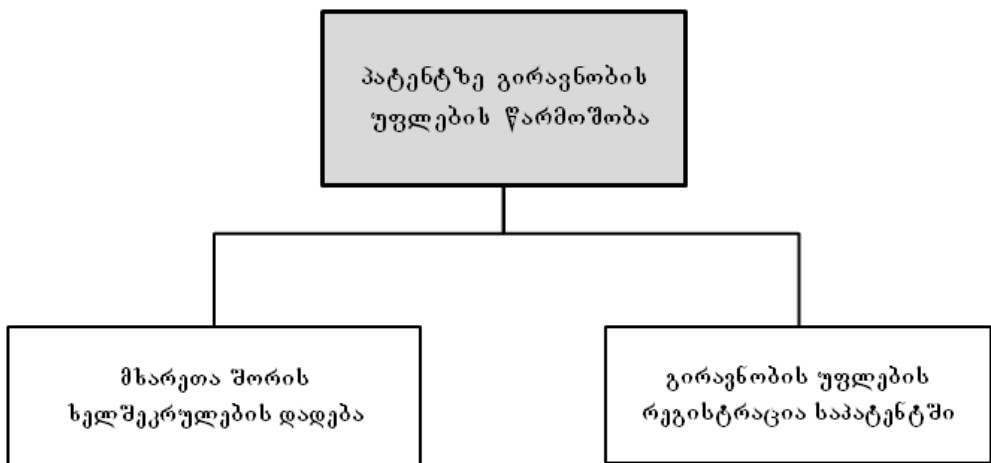 პატენტზე გირავნობის
უფლების წარმოშობა
მხარეთა შორის
ხელშეკრულების დადება
გირავნობის უფლების
რეგისტრაცია საპატენტში